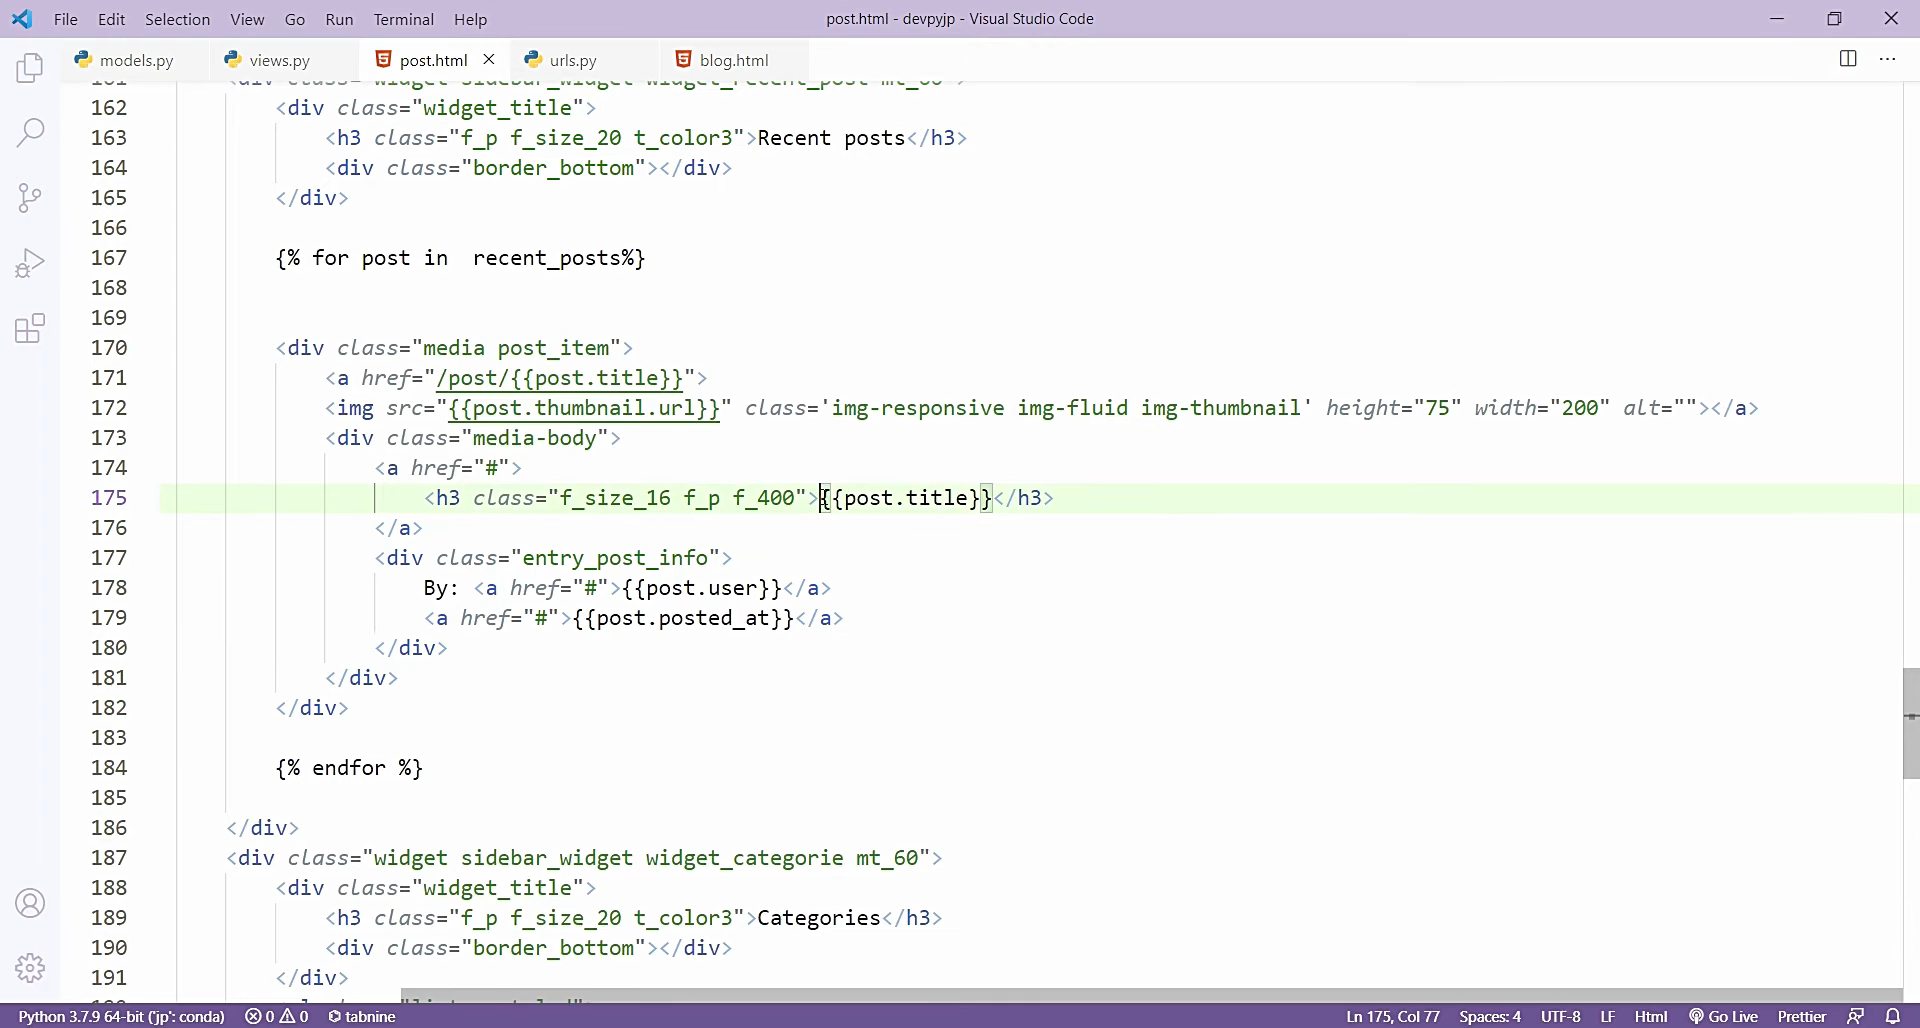 File Edit Selection View Go Run Terminal Help
post.html - devpyjp - Visual Studio Code
models.py views.py post.html urls.py blog.html
<div class="widget sidebar_widget widget_recent_post mt_60">
162 <div class="widget_title">
163 <h3 class="f_p f_size_20 t_color3">Recent posts</h3>
164 <div class="border_bottom"></div>
165 </div>
166
167 {% for post in  recent_posts%}
168
169
170 <div class="media post_item">
171 <a href="/post/{{post.title}}">
172 <img src="{{post.thumbnail.url}}" class='img-responsive img-fluid img-thumbnail' height="75" width="200" alt=""></a>
173 <div class="media-body">
174 <a href="#">
175 <h3 class="f_size_16 f_p f_400">{{post.title}}</h3>
176 </a>
177 <div class="entry_post_info">
178 By: <a href="#">{{post.user}}</a>
179 <a href="#">{{post.posted_at}}</a>
180 </div>
181 </div>
182 </div>
183
184 {% endfor %}
185
186 </div>
187 <div class="widget sidebar_widget widget_categorie mt_60">
188 <div class="widget_title">
189 <h3 class="f_p f_size_20 t_color3">Categories</h3>
190 <div class="border_bottom"></div>
191 </div>
Python 3.7.9 64-bit ('jp': conda) 0 0 tabnine Ln 175, Col 77 Spaces: 4 UTF-8 LF Html Go Live Prettier